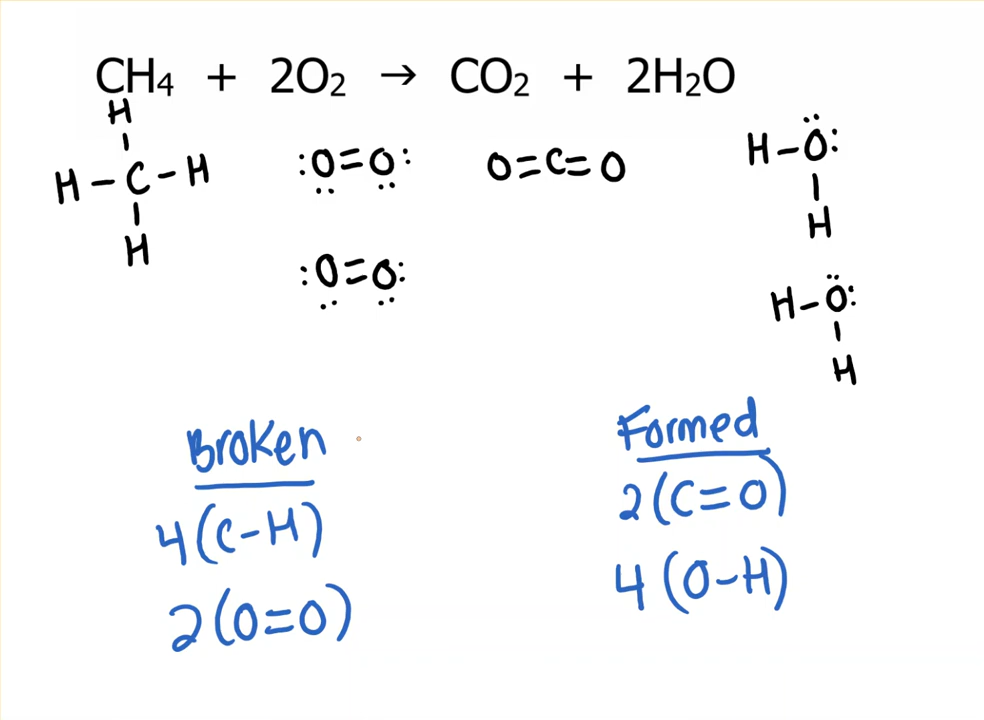 CH₄ + 2O₂ → CO₂ + 2H₂O
H
H–C–H
H
:O=O:
:O=O:
O=C=O
H–O:
H
H–O:
H
Broken
4(C–H)
2(O=O)
Formed
2(C=O)
4(O–H)